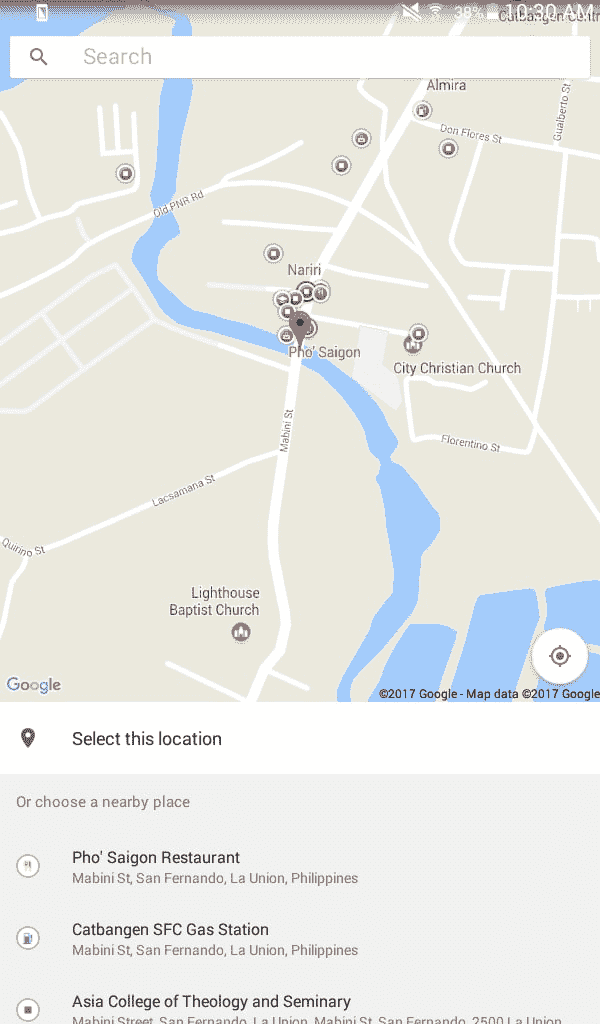 38% 10:30 AM
Catbangen Centr
Search
Almira
Don Flores St
Gualberto St
Old PNR Rd
Nariri
Pho' Saigon
City Christian Church
Mabini St
Florentino St
Lacsamana St
Quirino St
Lighthouse
Baptist Church
Google
©2017 Google - Map data ©2017 Google
Select this location
Or choose a nearby place
Pho' Saigon Restaurant
Mabini St, San Fernando, La Union, Philippines
Catbangen SFC Gas Station
Mabini St, San Fernando, La Union, Philippines
Asia College of Theology and Seminary
Mabini Street, San Fernando, La Union, Mabini St, San Fernando, 2500 La Union,